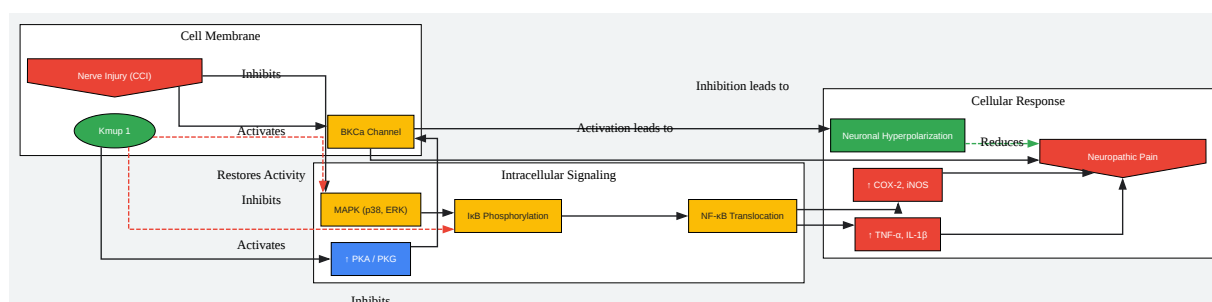 Cell Membrane
Nerve Injury (CCI)
Inhibits
Inhibition leads to
Cellular Response
Kmup 1
Activates
BKCa Channel
Activation leads to
Neuronal Hyperpolarization
Reduces
Neuropathic Pain
Restores Activity
Intracellular Signaling
↑ COX-2, iNOS
Inhibits
MAPK (p38, ERK)
IκB Phosphorylation
NF-κB Translocation
↑ TNF-α, IL-1β
Activates
↑ PKA / PKG
Inhibits